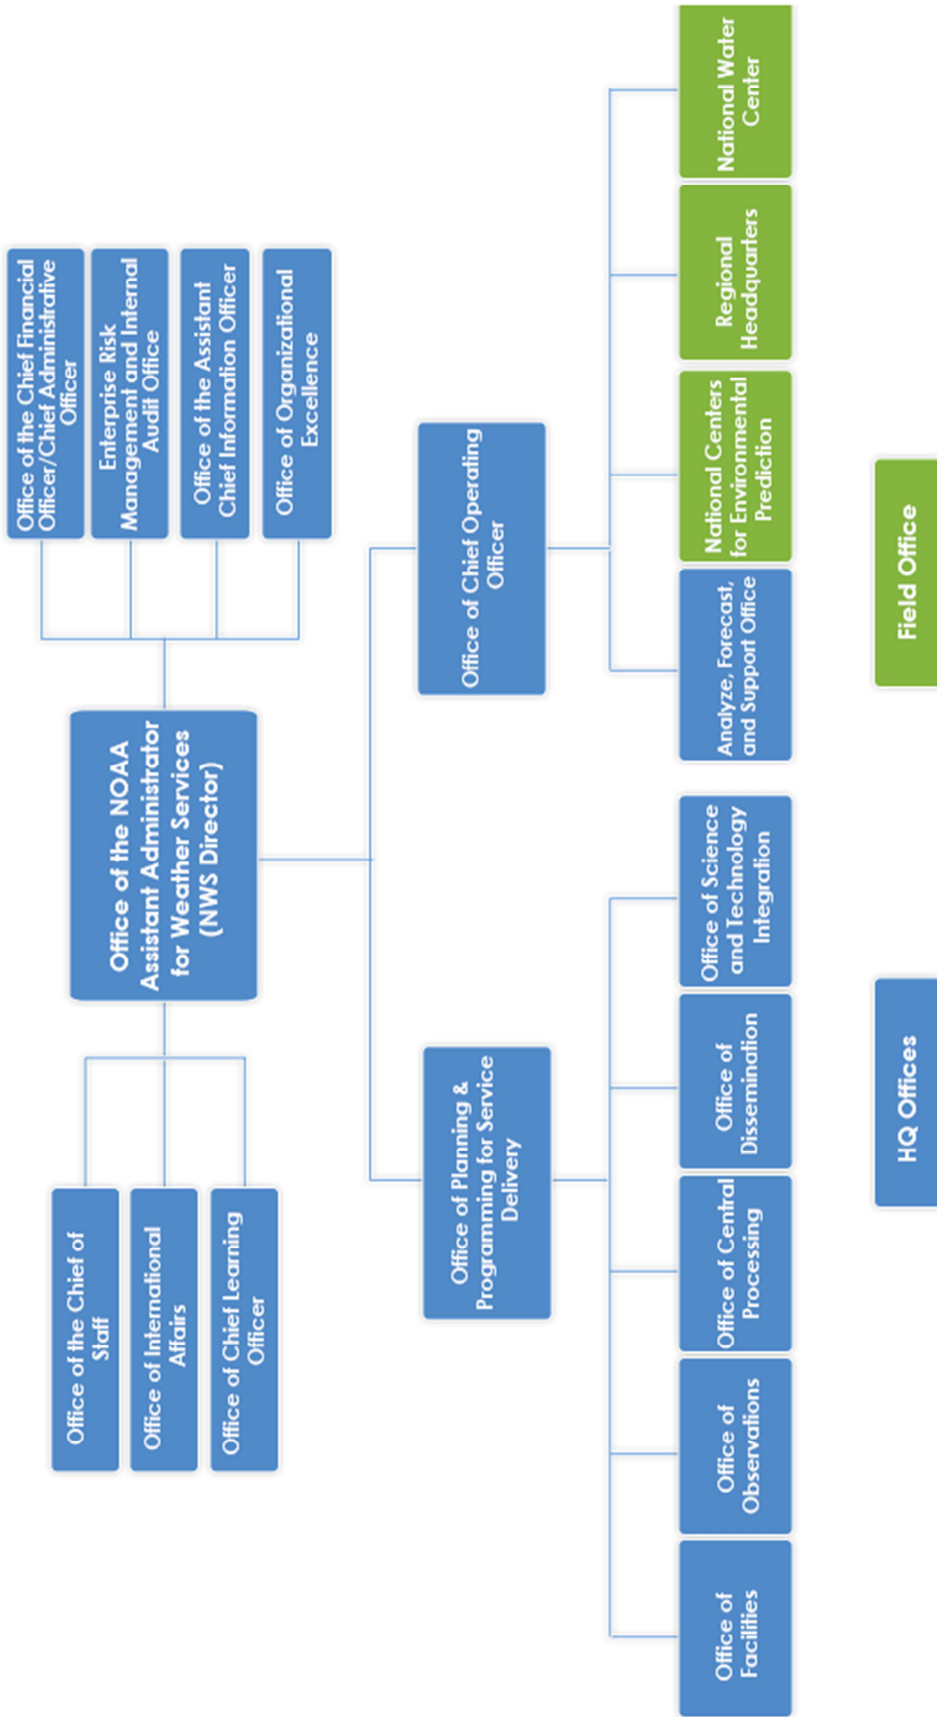 Office of the Chief of
Staff
Office of International
Affairs
Office of Chief Learning
Officer
Office of the NOAA
Assistant Administrator
for Weather Services
(NWS Director)
Office of the Chief Financial
Officer/Chief Administrative
Officer
Enterprise Risk
Management and Internal
Audit Office
Office of the Assistant
Chief Information Officer
Office of Organizational
Excellence
Office of Planning &
Programming for Service
Delivery
Office of Chief Operating
Officer
Office of
Facilities
Office of
Observations
Office of Central
Processing
Office of
Dissemination
Office of Science
and Technology
Integration
Analyze, Forecast,
and Support Office
National Centers
for Environmental
Prediction
Regional
Headquarters
National Water
Center
HQ Offices
Field Office